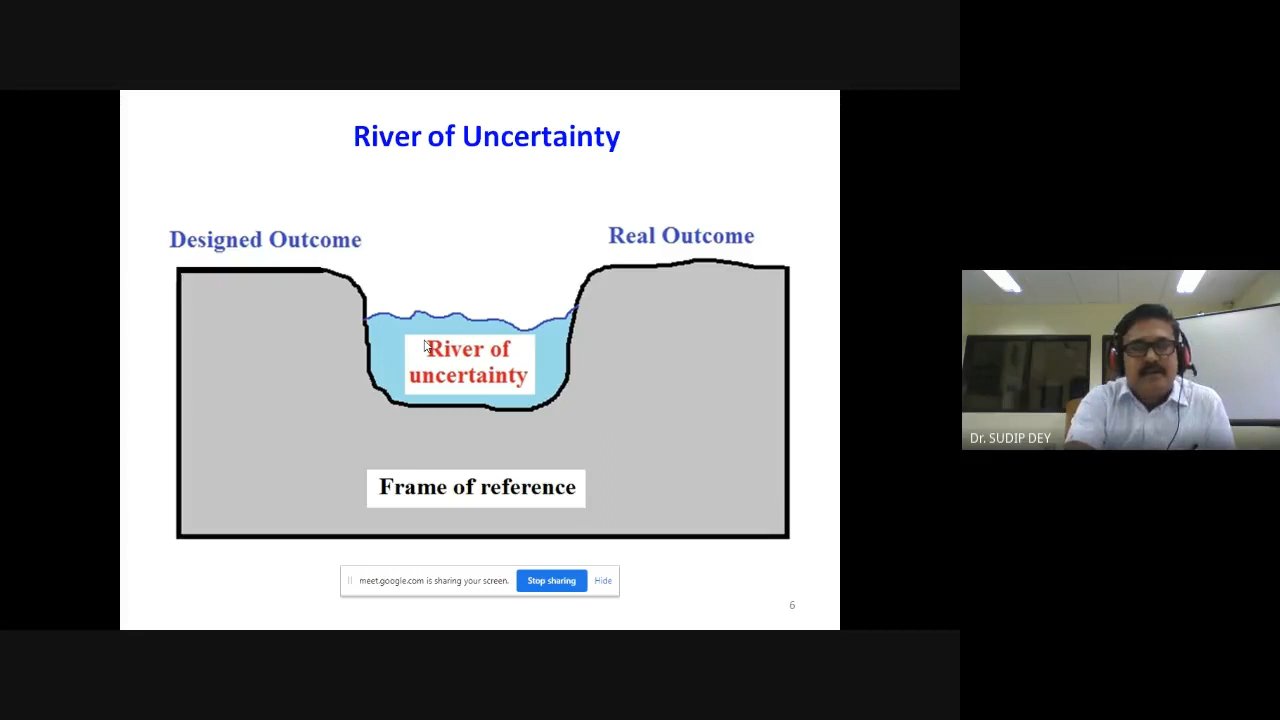 River of Uncertainty
Designed Outcome
Real Outcome
River of
uncertainty
Frame of reference
meet.google.com is sharing your screen.
Stop sharing
Hide
6
Dr. SUDIP DEY